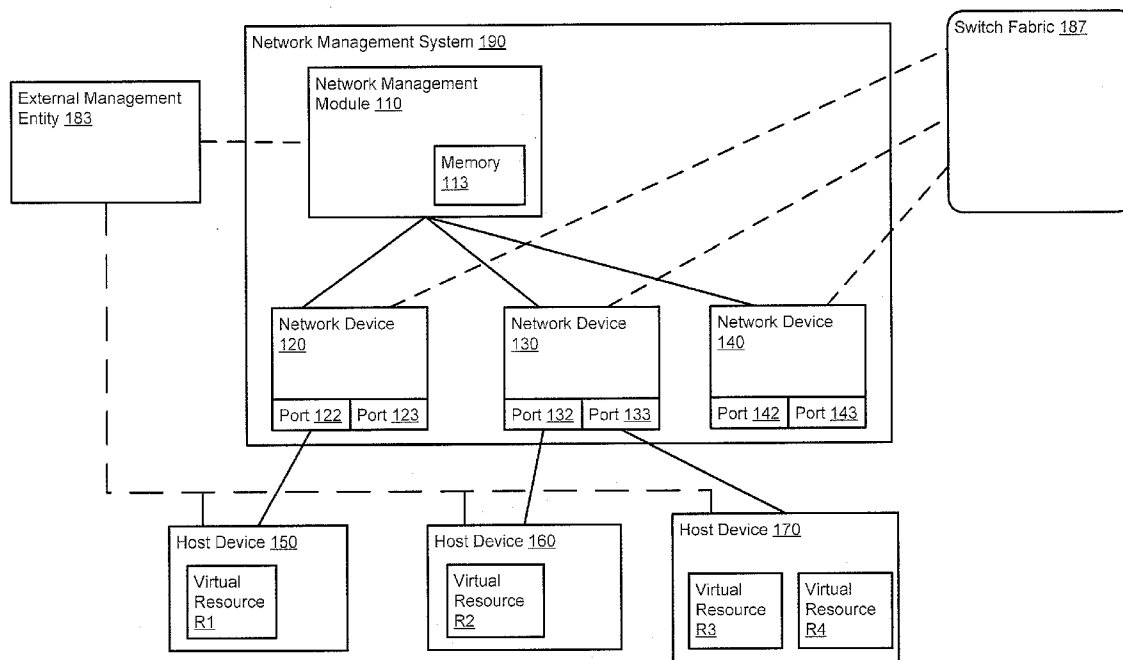 Network Management System 190
Switch Fabric 187
External Management
Entity 183
Network Management
Module 110
Memory
113
Network Device
120
Network Device
130
Network Device
140
Port 122
Port 123
Port 132
Port 133
Port 142
Port 143
Host Device 150
Host Device 160
Host Device 170
Virtual
Resource
R1
Virtual
Resource
R2
Virtual
Resource
R3
Virtual
Resource
R4